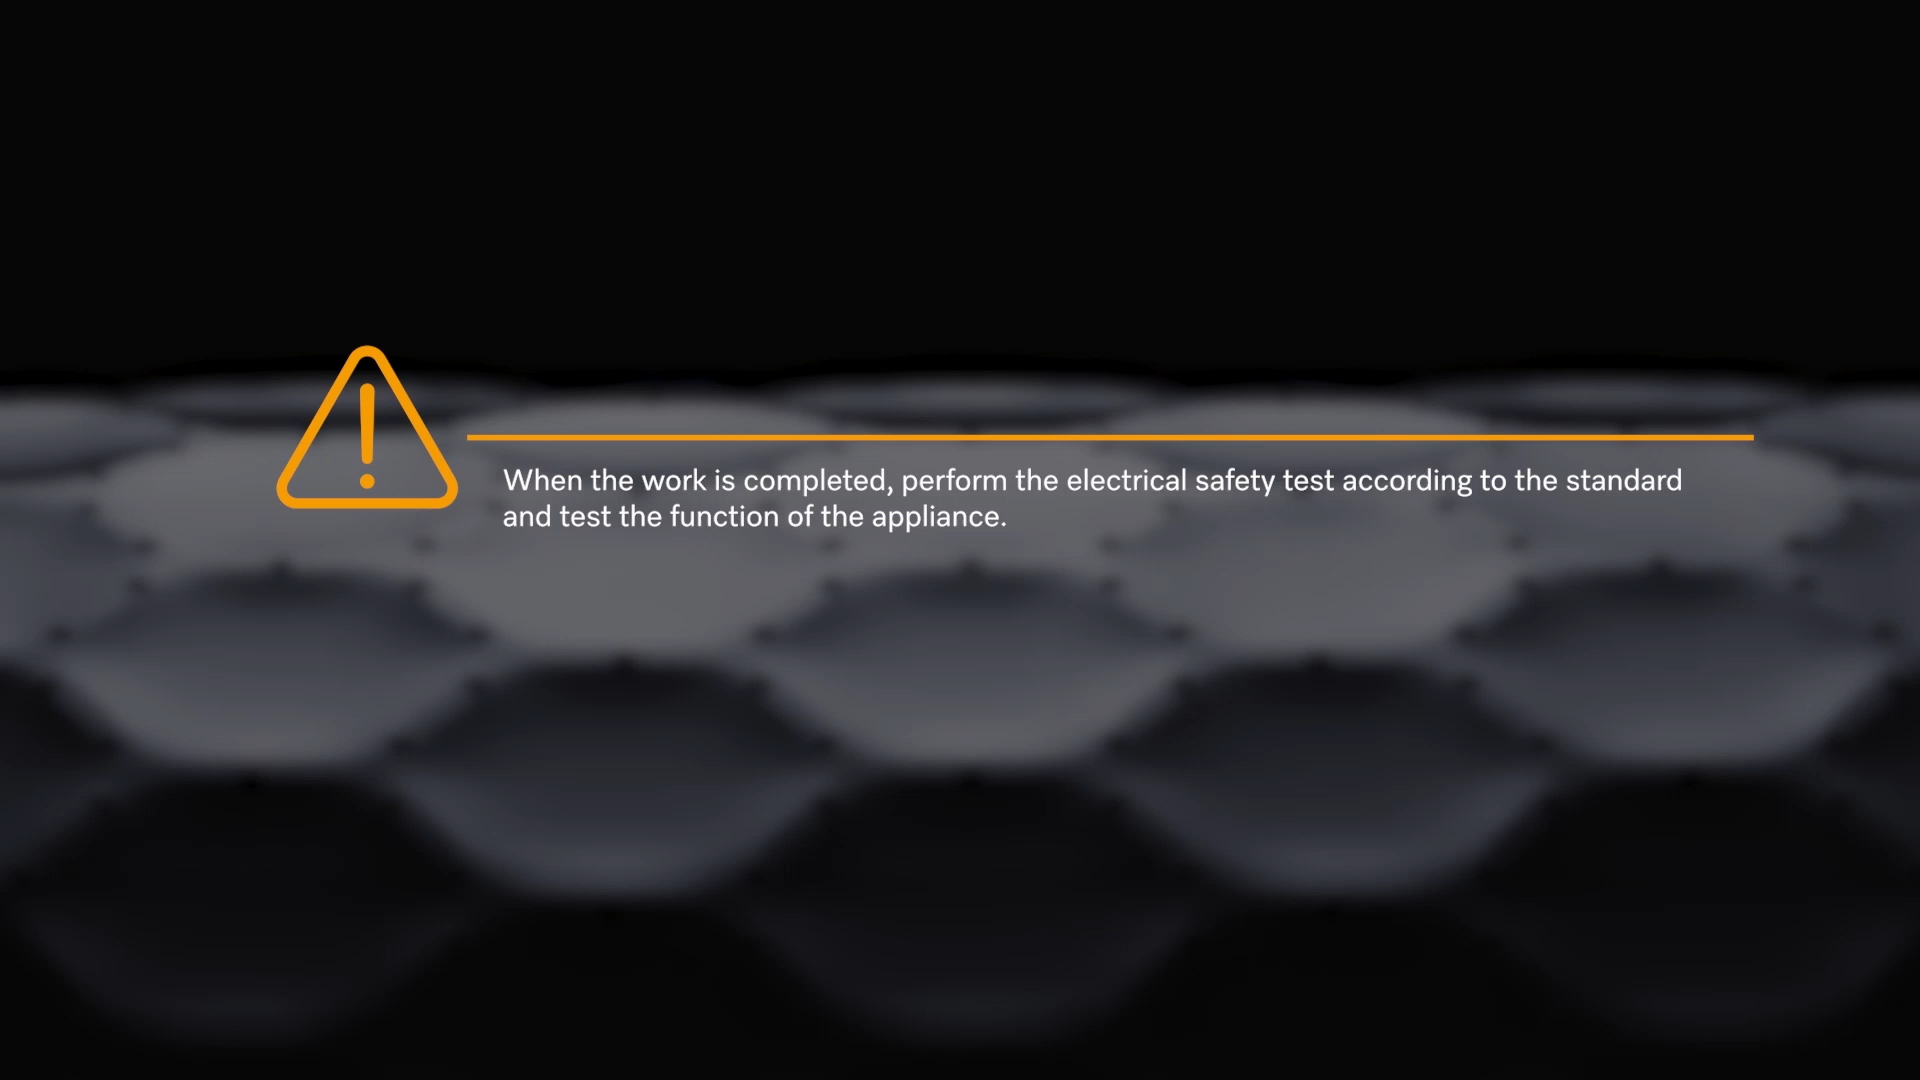 When the work is completed, perform the electrical safety test according to the standard
and test the function of the appliance.